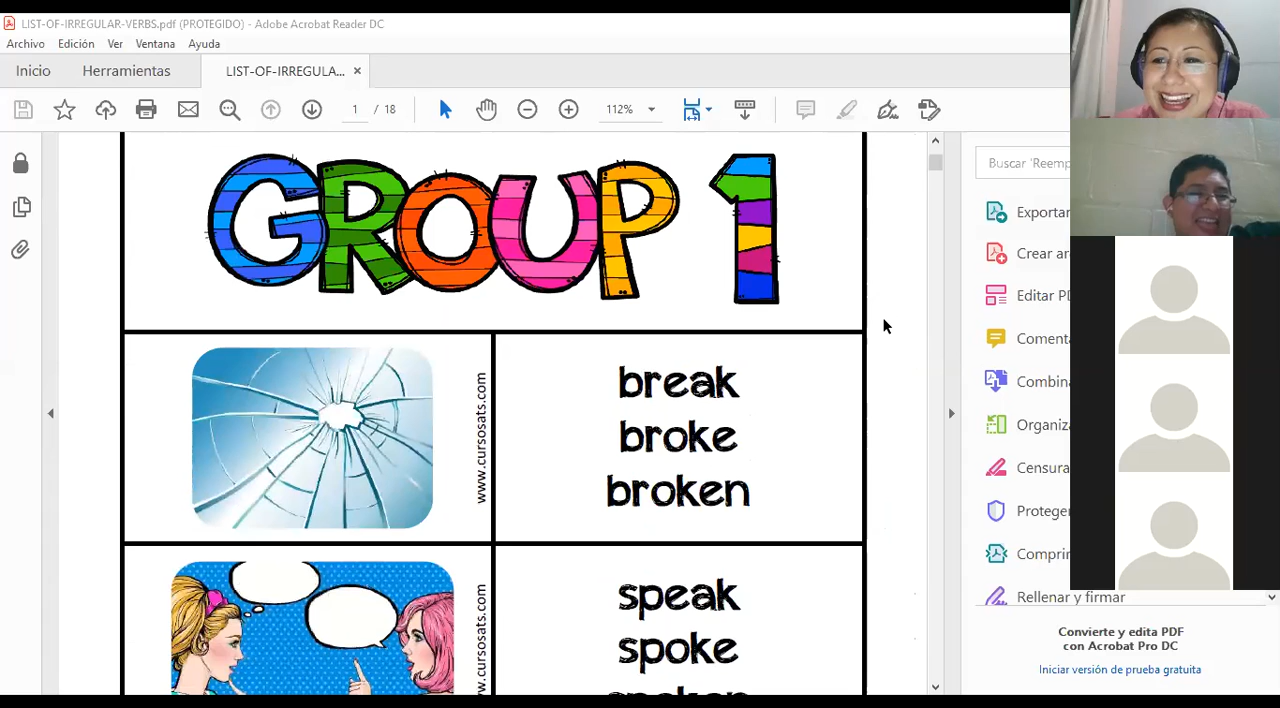 LIST-OF-IRREGULAR-VERBS.pdf (PROTEGIDO) - Adobe Acrobat Reader DC
Archivo Edición Ver Ventana Ayuda
Inicio Herramientas LIST-OF-IRREGULA... ×
1 / 18 112%
GROUP 1
Buscar 'Reemp
Exportar
Crear ar
Editar PD
Comenta
Combina
Organiza
Censura
Proteger
Comprim
Rellenar y firmar
Convierte y edita PDF
con Acrobat Pro DC
Iniciar versión de prueba gratuita
www.cursosats.com
break
broke
broken
www.cursosats.com
speak
spoke
spoken